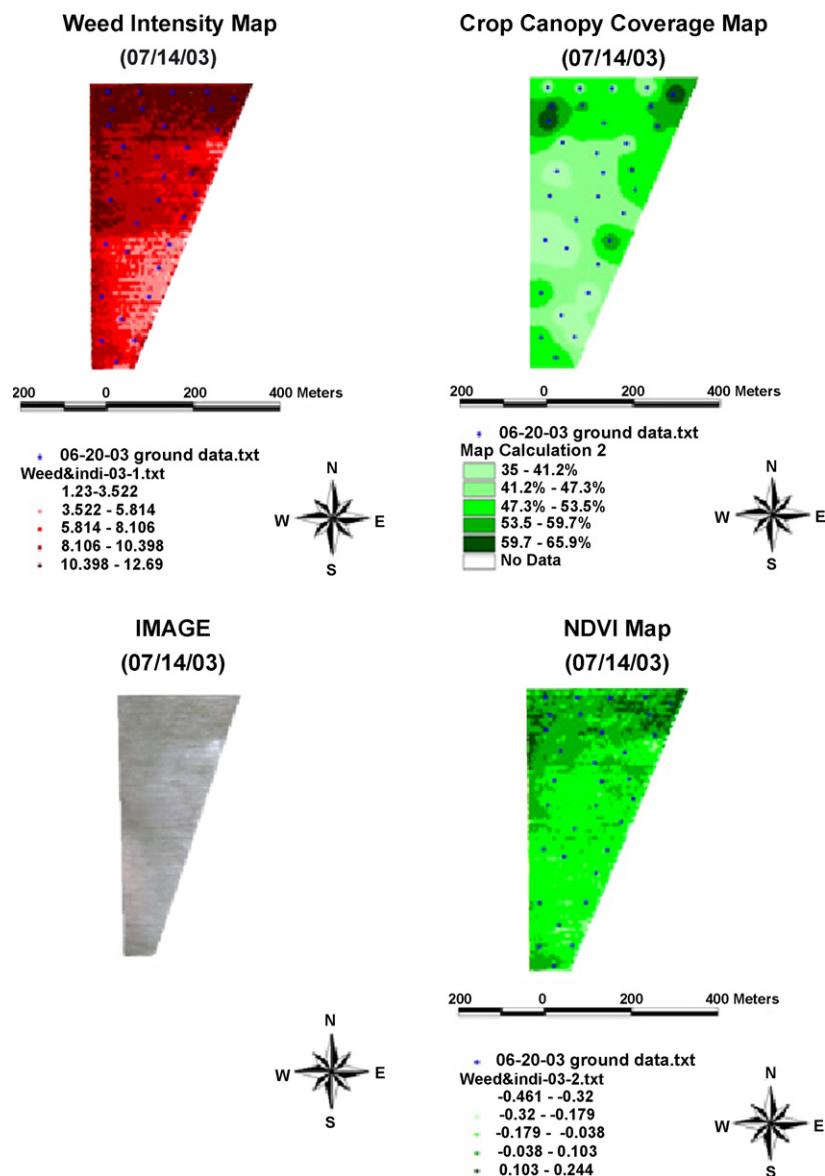 Weed Intensity Map
(07/14/03)
200 0 200 400 Meters
06-20-03 ground data.txt
Weed&indi-03-1.txt
1.23-3.522
3.522 - 5.814
5.814 - 8.106
8.106 - 10.398
10.398 - 12.69
N
W E
S
Crop Canopy Coverage Map
(07/14/03)
200 0 200 400 Meters
06-20-03 ground data.txt
Map Calculation 2
35 - 41.2%
41.2% - 47.3%
47.3% - 53.5%
53.5 - 59.7%
59.7 - 65.9%
No Data
N
W E
S
IMAGE
(07/14/03)
N
W E
S
NDVI Map
(07/14/03)
200 0 200 400 Meters
06-20-03 ground data.txt
Weed&indi-03-2.txt
-0.461 - -0.32
-0.32 - -0.179
-0.179 - -0.038
-0.038 - 0.103
0.103 - 0.244
N
W E
S